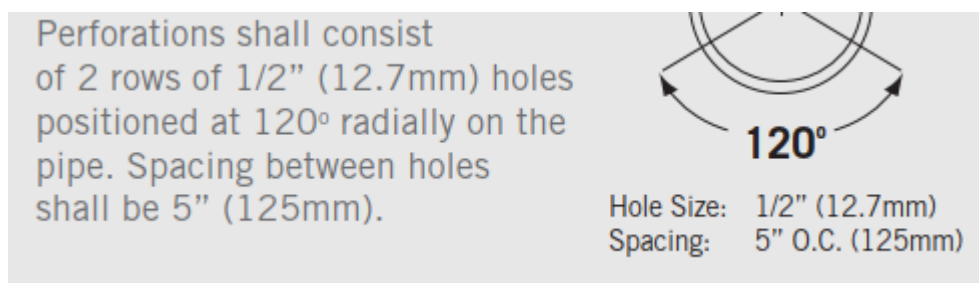 Perforations shall consist
of 2 rows of 1/2” (12.7mm) holes
positioned at 120º radially on the
pipe. Spacing between holes
shall be 5” (125mm).
120º
Hole Size: 1/2” (12.7mm)
Spacing: 5” O.C. (125mm)